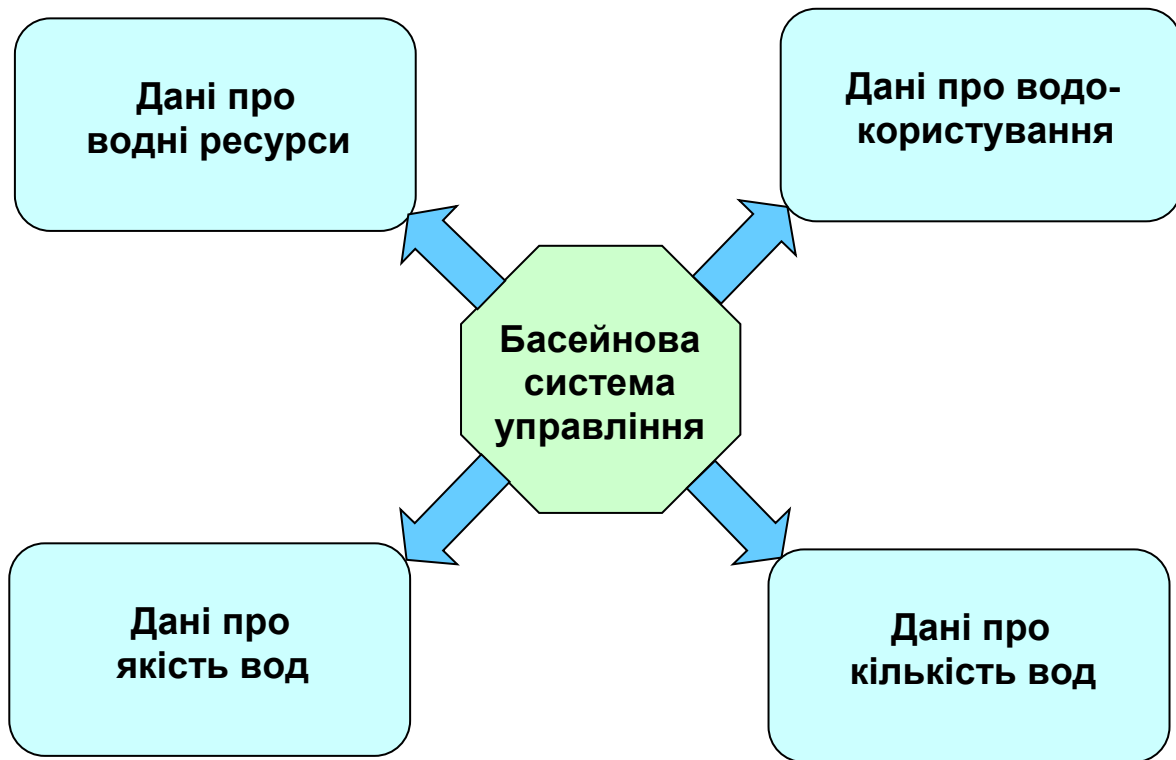 Дані про
водні ресурси
Дані про водо-
користування
Басейнова
система
управління
Дані про
якість вод
Дані про
кількість вод